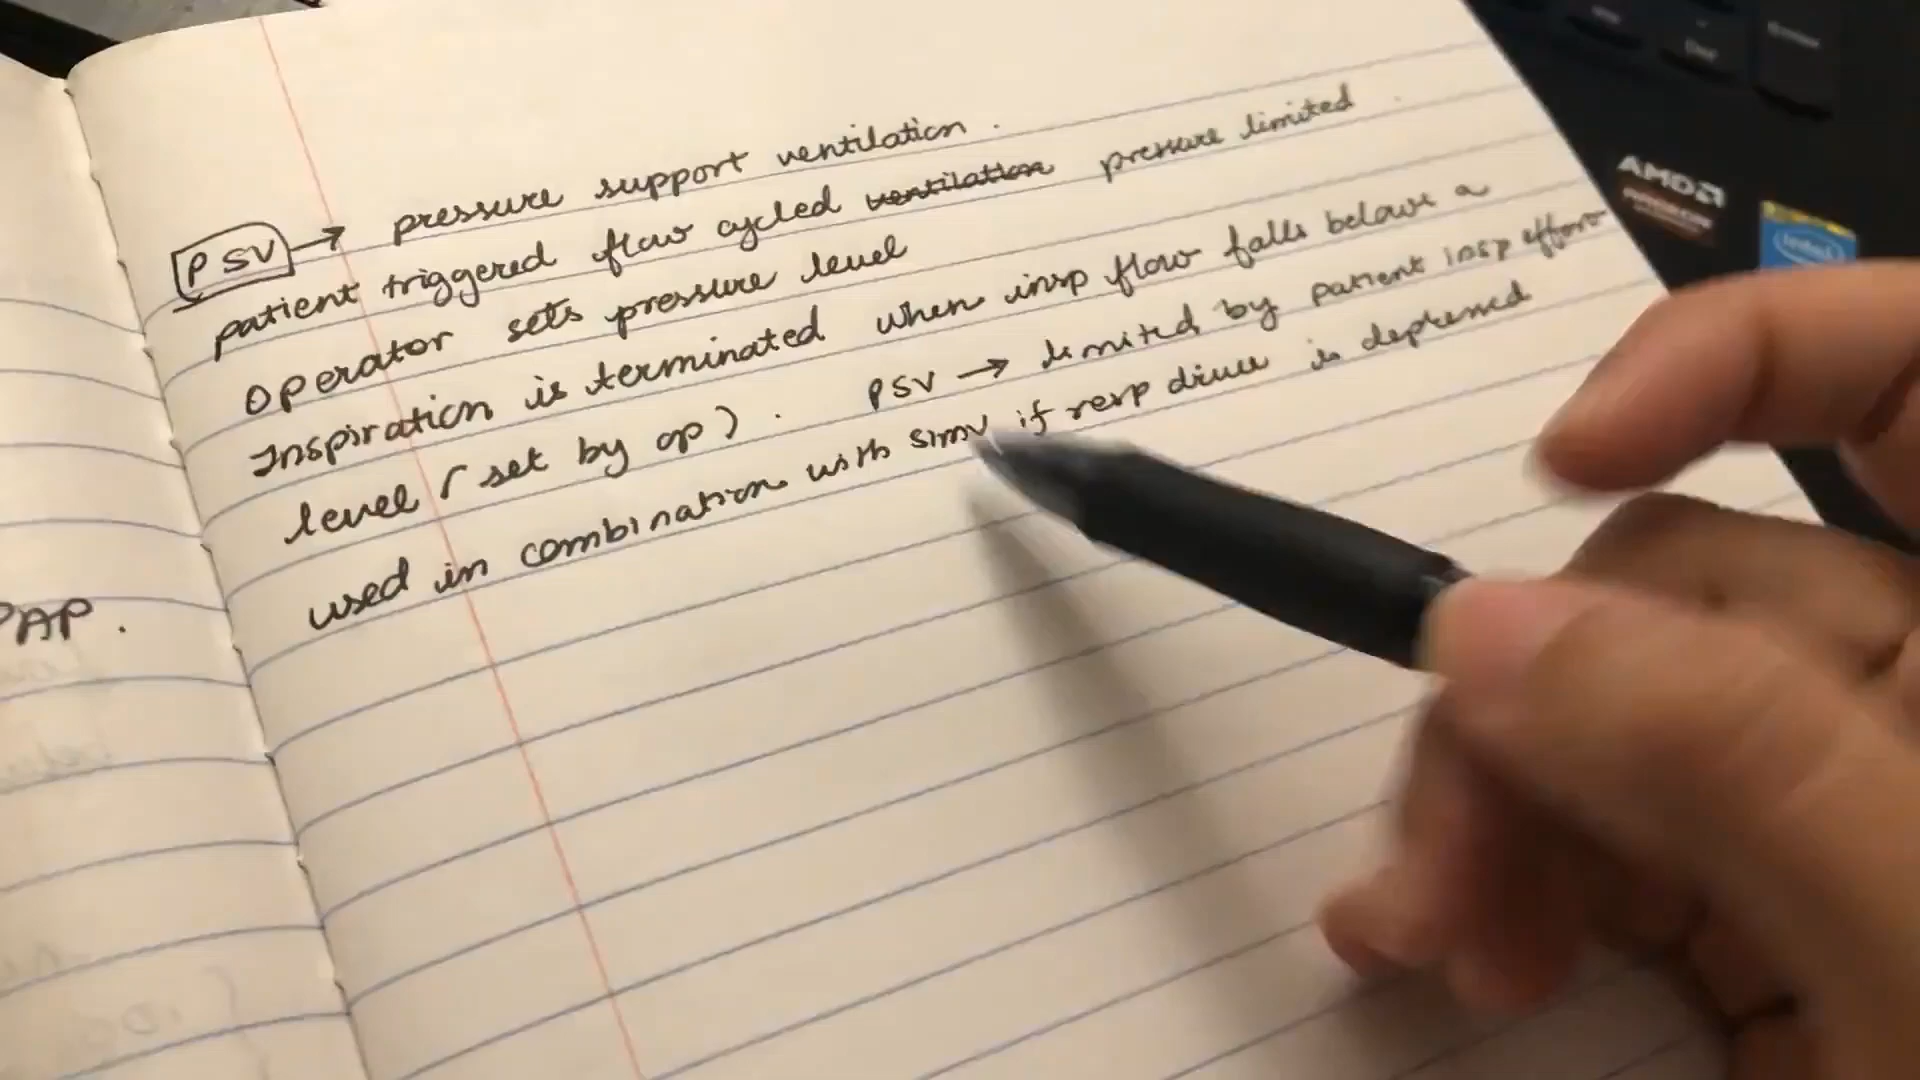 PSV → pressure support ventilation.
patient triggered flow cycled ventilation pressure limited.
Operator sets pressure level
Inspiration is terminated when insp flow falls below a
level (set by op). PSV → limited by patient insp effort
used in combination with SIMV if resp drive is depressed
PAP.
AMD
intel